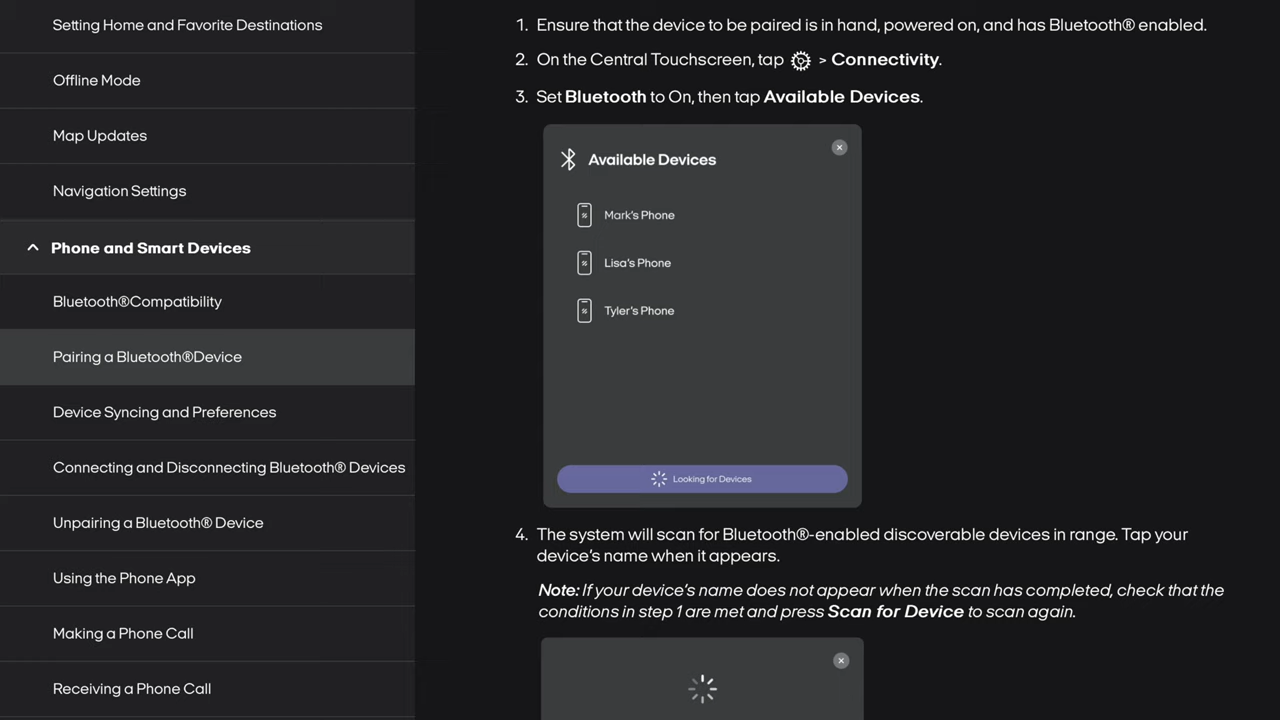 Setting Home and Favorite Destinations
Offline Mode
Map Updates
Navigation Settings
Phone and Smart Devices
Bluetooth®Compatibility
Pairing a Bluetooth®Device
Device Syncing and Preferences
Connecting and Disconnecting Bluetooth® Devices
Unpairing a Bluetooth® Device
Using the Phone App
Making a Phone Call
Receiving a Phone Call
1. Ensure that the device to be paired is in hand, powered on, and has Bluetooth® enabled.
2. On the Central Touchscreen, tap > Connectivity.
3. Set Bluetooth to On, then tap Available Devices.
Available Devices
Mark's Phone
Lisa's Phone
Tyler's Phone
Looking for Devices
4. The system will scan for Bluetooth®-enabled discoverable devices in range. Tap your
device's name when it appears.
Note: If your device's name does not appear when the scan has completed, check that the
conditions in step 1 are met and press Scan for Device to scan again.